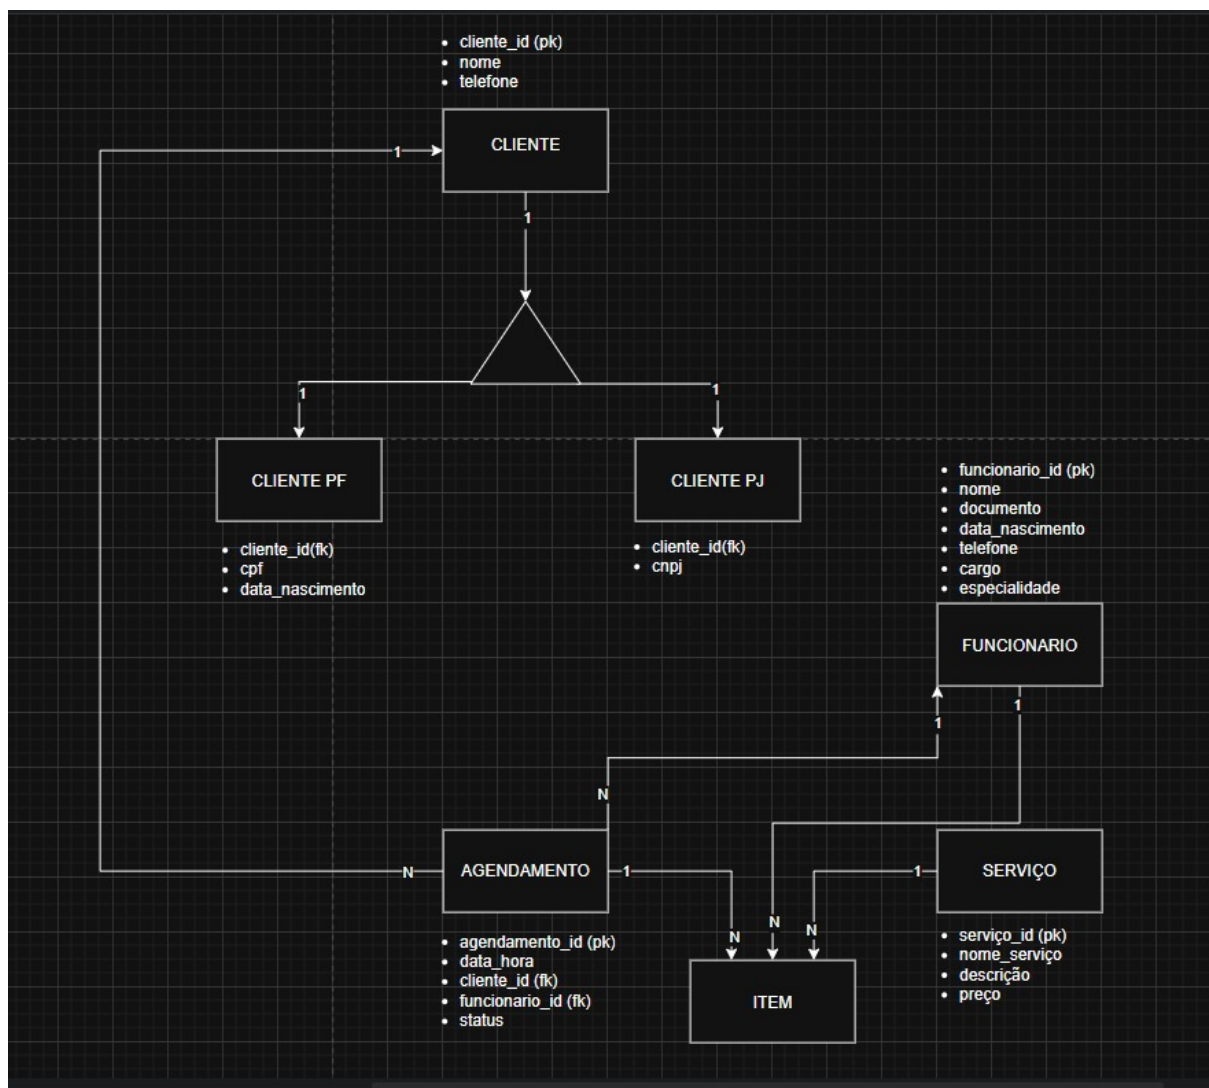 • cliente_id (pk)
• nome
• telefone
CLIENTE
1
1
1
1
CLIENTE PF
CLIENTE PJ
• cliente_id(fk)
• cpf
• data_nascimento
• cliente_id(fk)
• cnpj
• funcionario_id (pk)
• nome
• documento
• data_nascimento
• telefone
• cargo
• especialidade
FUNCIONARIO
1
1
N
N
AGENDAMENTO
1
1
SERVIÇO
• agendamento_id (pk)
• data_hora
• cliente_id (fk)
• funcionario_id (fk)
• status
N
N
N
ITEM
• serviço_id (pk)
• nome_serviço
• descrição
• preço